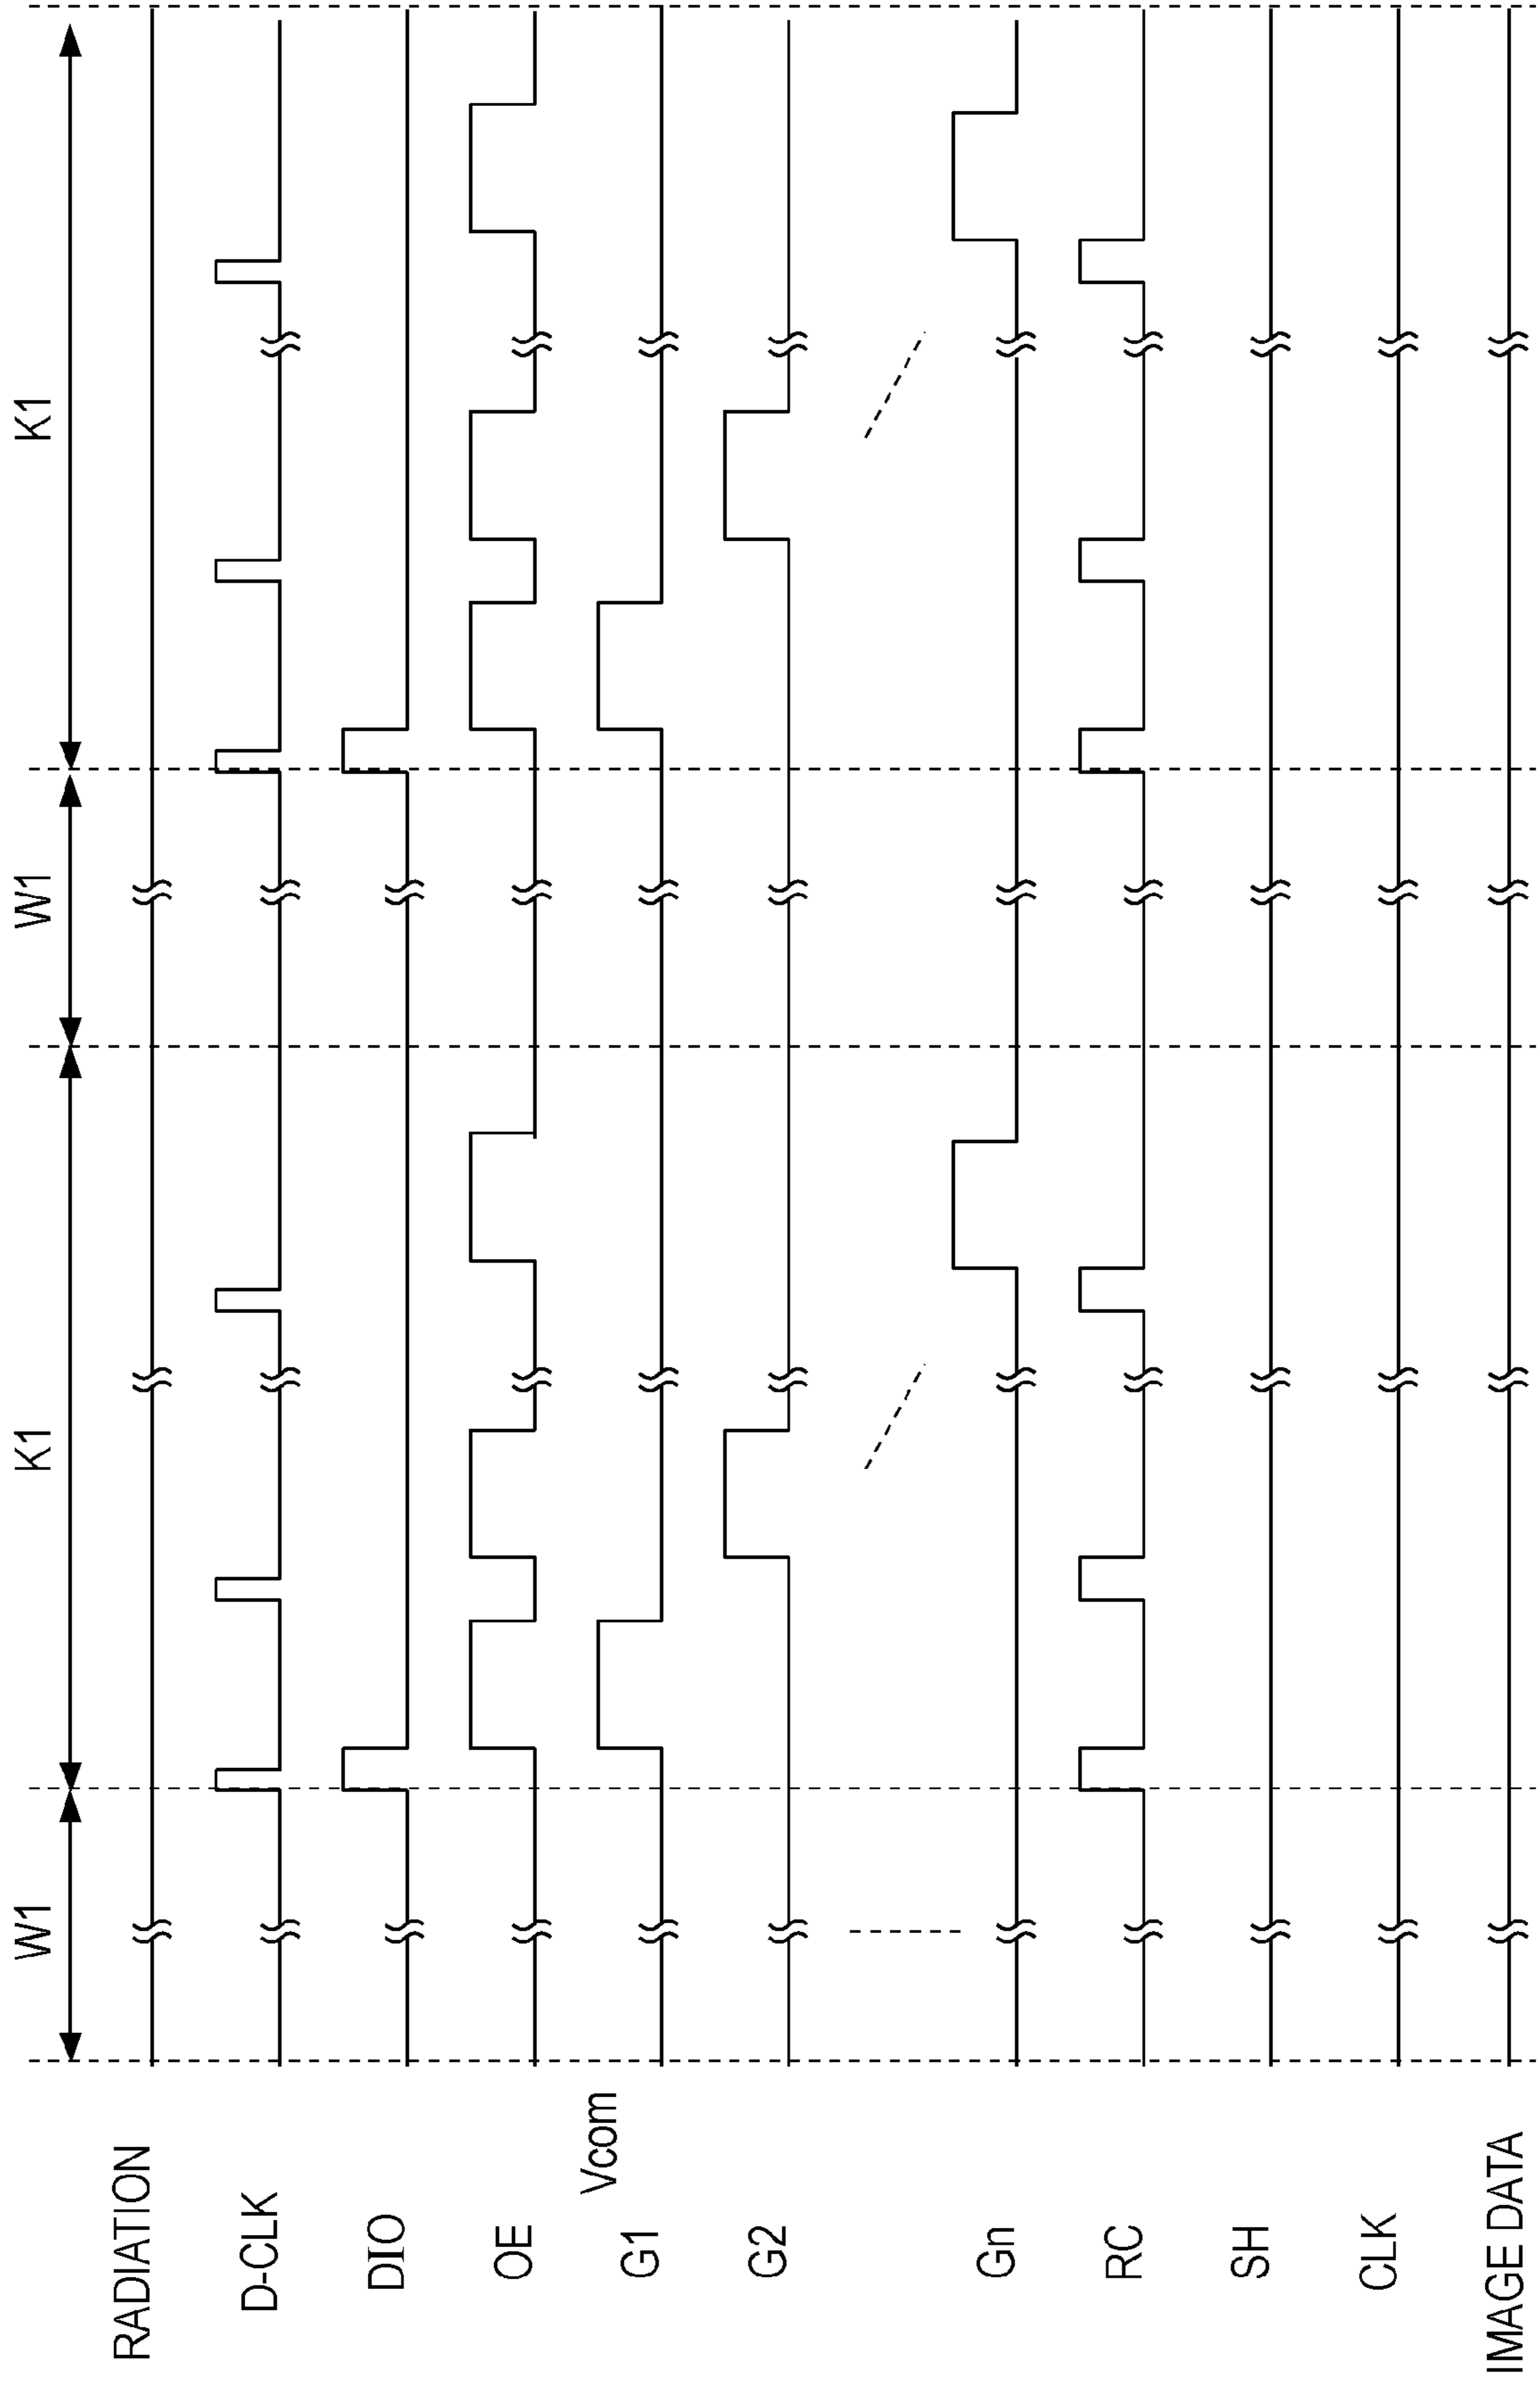 W1
K1
W1
K1
RADIATION
D-CLK
DIO
OE
Vcom
G1
G2
Gn
RC
SH
CLK
IMAGE DATA